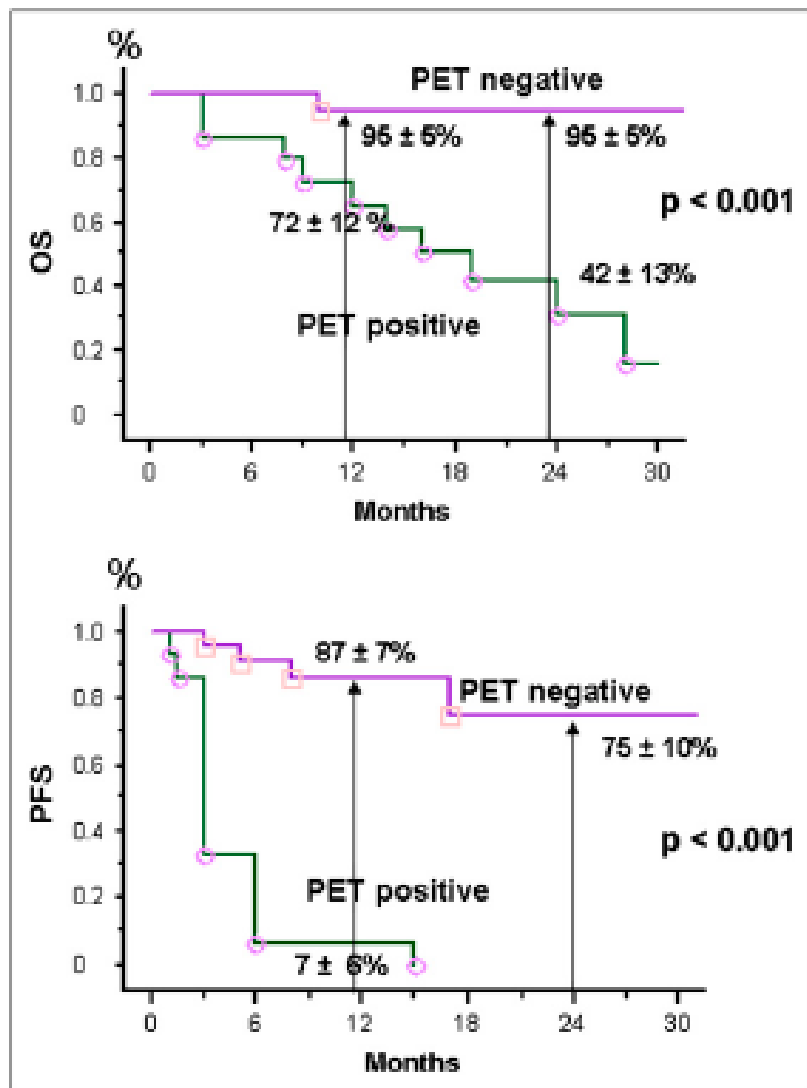 %
PET negative
1.0
95 ± 5%
95 ± 5%
0.8
p < 0.001
0.6
72 ± 12 %
OS
42 ± 13%
0.4
PET positive
0.2
0
0 6 12 18 24 30
Months
%
1.0
87 ± 7%
PET negative
0.8
75 ± 10%
0.6
PFS
p < 0.001
0.4
PET positive
0.2
0
7 ± 6%
0 6 12 18 24 30
Months